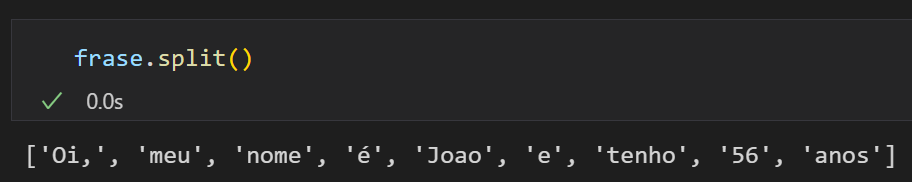 frase.split()
0.0s
['Oi,', 'meu', 'nome', 'é', 'Joao', 'e', 'tenho', '56', 'anos']